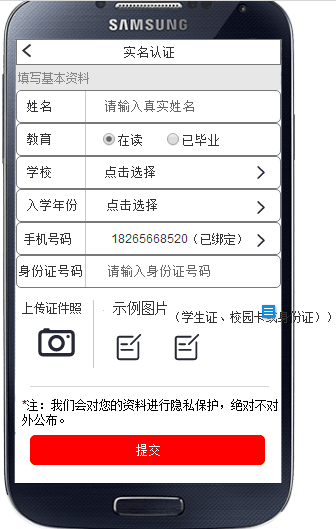 SAMSUNG
实名认证
填写基本资料
姓名 请输入真实姓名
教育 在读 已毕业
学校 点击选择
入学年份 点击选择
手机号码 18265668520（已绑定）
身份证号码 请输入身份证号码
上传证件照 示例图片
（学生证、校园卡或身份证））
*注：我们会对您的资料进行隐私保护，绝对不对
外公布。
提交